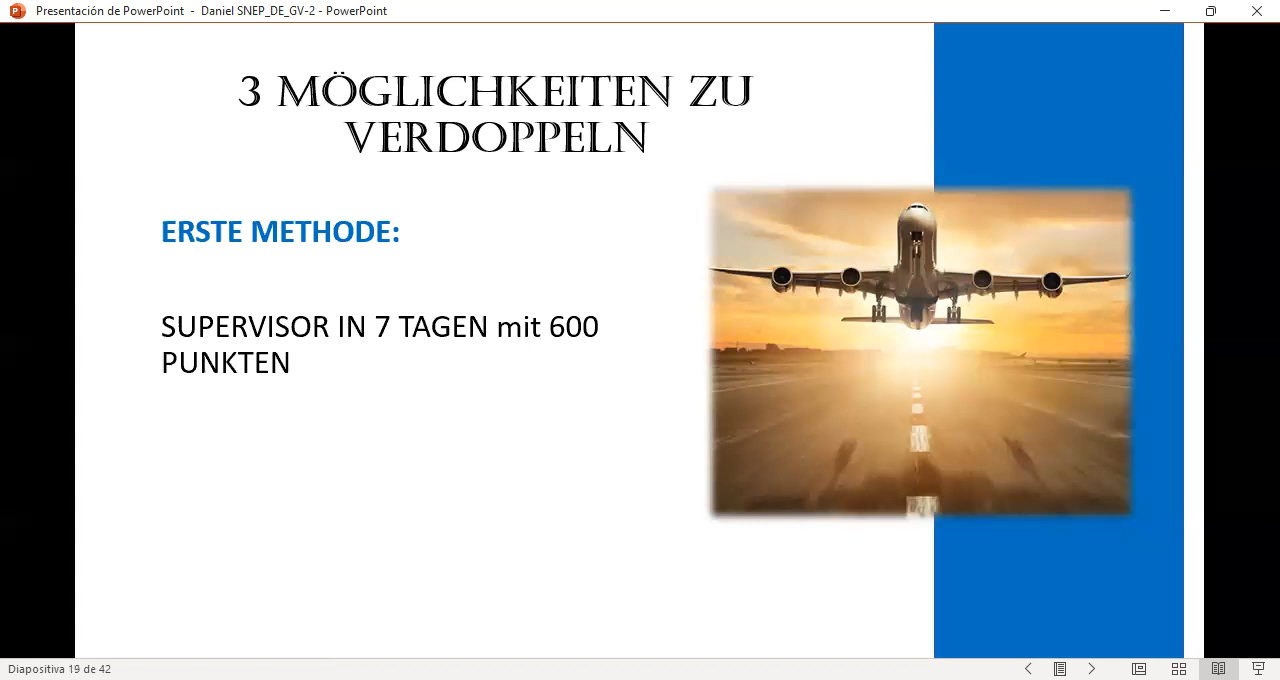 Presentación de PowerPoint - Daniel SNEP_DE_GV-2 - PowerPoint
3 MÖGLICHKEITEN ZU
VERDOPPELN
ERSTE METHODE:
SUPERVISOR IN 7 TAGEN mit 600
PUNKTEN
Diapositiva 19 de 42